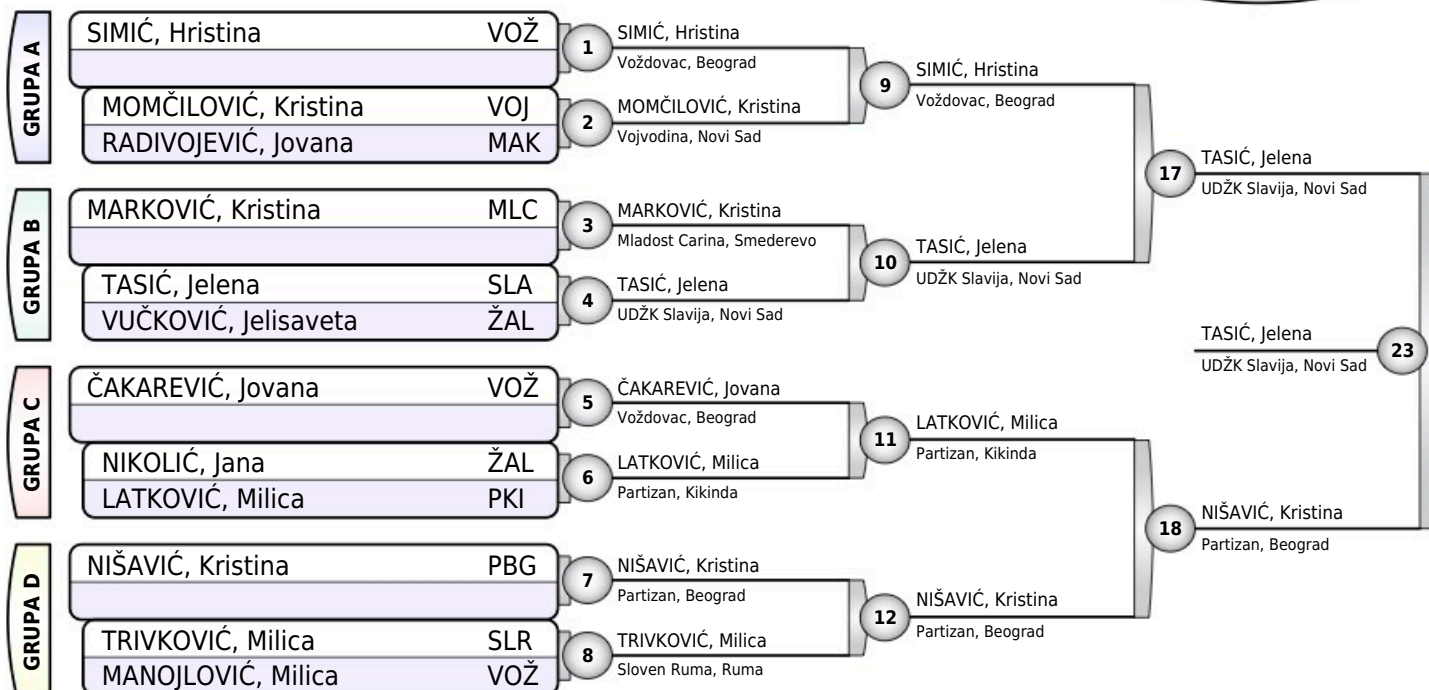 GRUPA A
SIMIĆ, Hristina VOŽ
MOMČILOVIĆ, Kristina VOJ
RADIVOJEVIĆ, Jovana MAK
1
SIMIĆ, Hristina
Voždovac, Beograd
2
MOMČILOVIĆ, Kristina
Vojvodina, Novi Sad
9
SIMIĆ, Hristina
Voždovac, Beograd
GRUPA B
MARKOVIĆ, Kristina MLC
TASIĆ, Jelena SLA
VUČKOVIĆ, Jelisaveta ŽAL
3
MARKOVIĆ, Kristina
Mladost Carina, Smederevo
4
TASIĆ, Jelena
UDŽK Slavija, Novi Sad
10
TASIĆ, Jelena
UDŽK Slavija, Novi Sad
17
TASIĆ, Jelena
UDŽK Slavija, Novi Sad
GRUPA C
ČAKAREVIĆ, Jovana VOŽ
NIKOLIĆ, Jana ŽAL
LATKOVIĆ, Milica PKI
5
ČAKAREVIĆ, Jovana
Voždovac, Beograd
6
LATKOVIĆ, Milica
Partizan, Kikinda
11
LATKOVIĆ, Milica
Partizan, Kikinda
GRUPA D
NIŠAVIĆ, Kristina PBG
TRIVKOVIĆ, Milica SLR
MANOJLOVIĆ, Milica VOŽ
7
NIŠAVIĆ, Kristina
Partizan, Beograd
8
TRIVKOVIĆ, Milica
Sloven Ruma, Ruma
12
NIŠAVIĆ, Kristina
Partizan, Beograd
18
NIŠAVIĆ, Kristina
Partizan, Beograd
TASIĆ, Jelena
UDŽK Slavija, Novi Sad
23